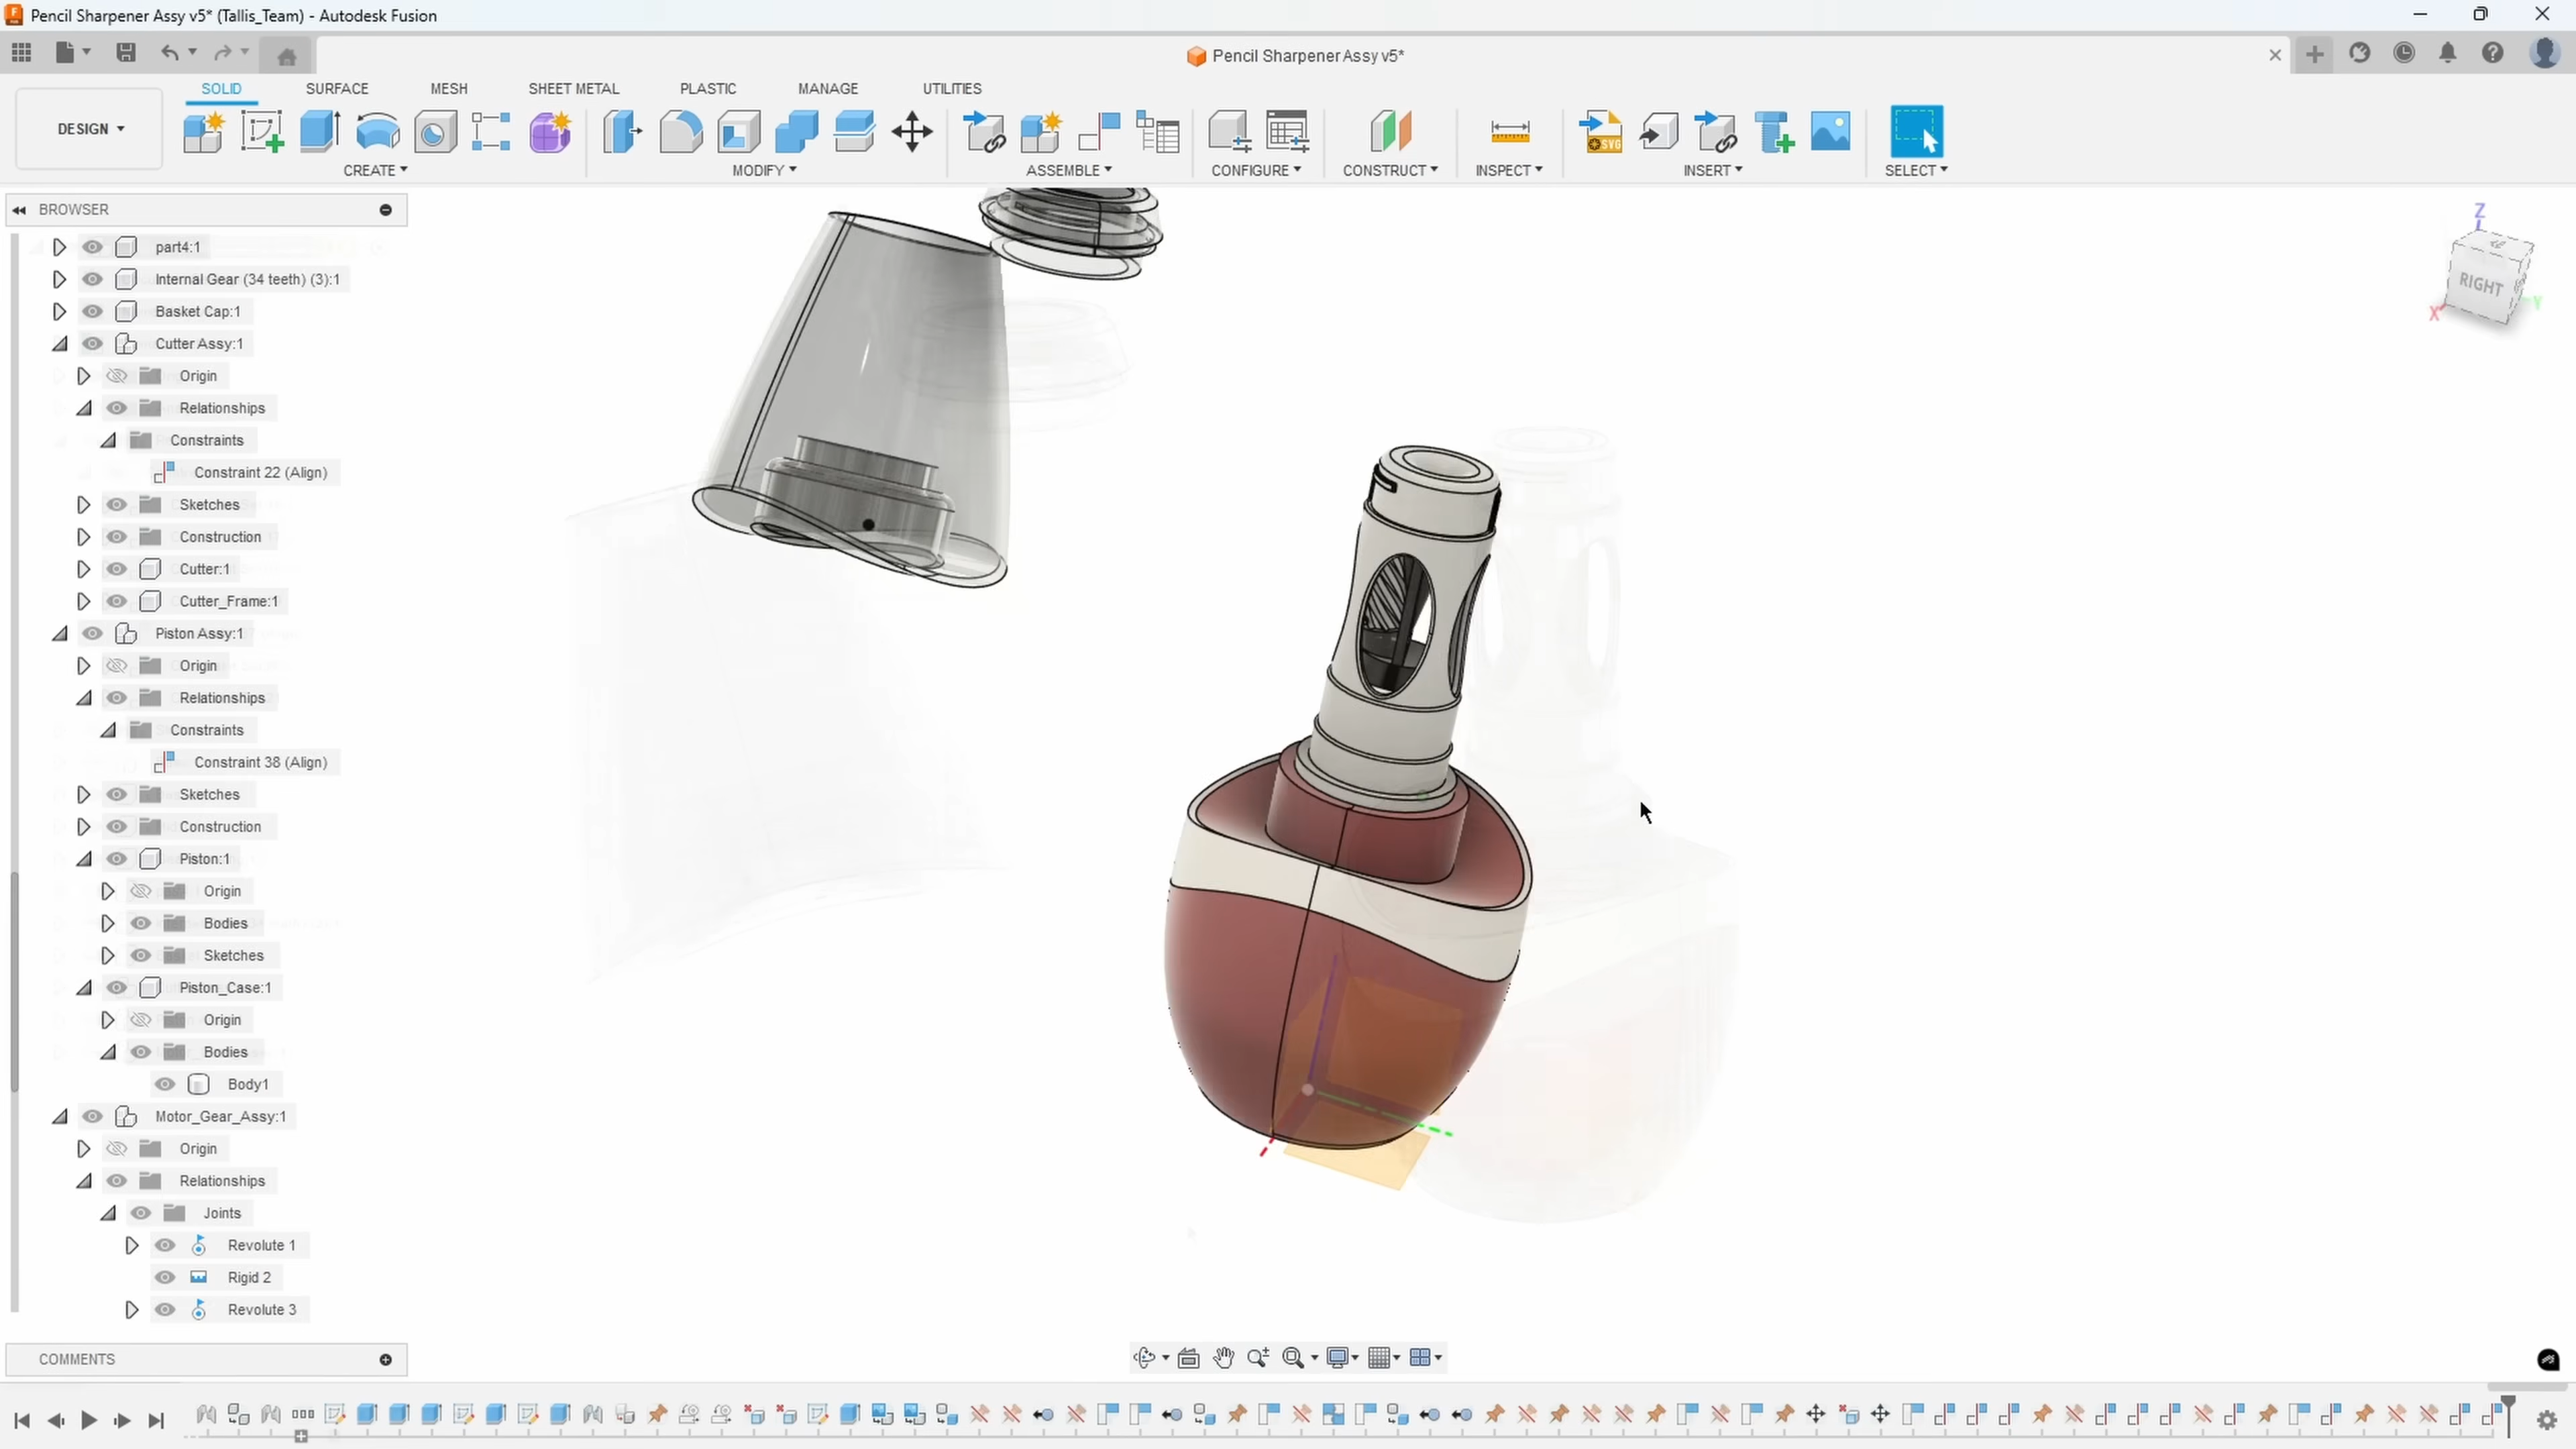 Pencil Sharpener Assy v5* (Tallis_Team) - Autodesk Fusion
Pencil Sharpener Assy v5*
SOLID SURFACE MESH SHEET METAL PLASTIC MANAGE UTILITIES
DESIGN
SVG
CREATE MODIFY ASSEMBLE CONFIGURE CONSTRUCT INSPECT INSERT SELECT
BROWSER
part4:1
Internal Gear (34 teeth) (3):1
Basket Cap:1
Cutter Assy:1
Origin
Relationships
Constraints
Constraint 22 (Align)
Sketches
Construction
Cutter:1
Cutter_Frame:1
Piston Assy:1
Origin
Relationships
Constraints
Constraint 38 (Align)
Sketches
Construction
Piston:1
Origin
Bodies
Sketches
Piston_Case:1
Origin
Bodies
Body1
Motor_Gear_Assy:1
Origin
Relationships
Joints
Revolute 1
Rigid 2
Revolute 3
Z
RIGHT
X
Y
COMMENTS